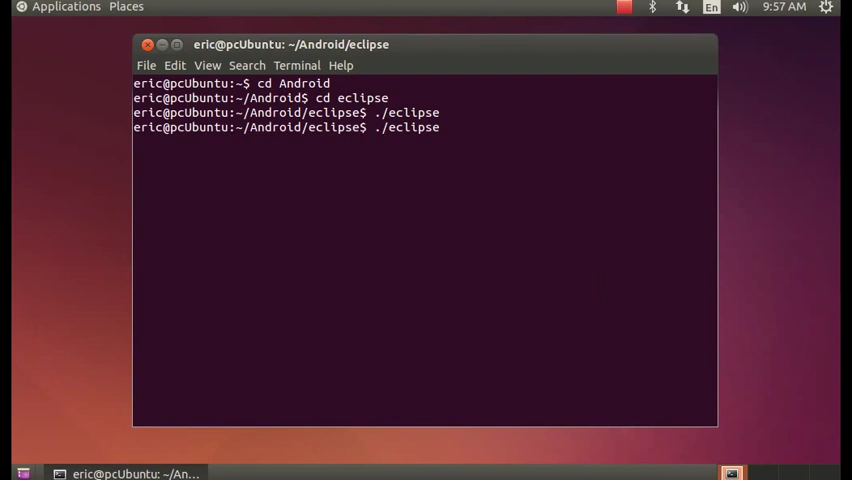 Applications Places En 9:57 AM
eric@pcUbuntu: ~/Android/eclipse
File Edit View Search Terminal Help
eric@pcUbuntu:~$ cd Android
eric@pcUbuntu:~/Android$ cd eclipse
eric@pcUbuntu:~/Android/eclipse$ ./eclipse
eric@pcUbuntu:~/Android/eclipse$ ./eclipse
eric@pcUbuntu: ~/An...